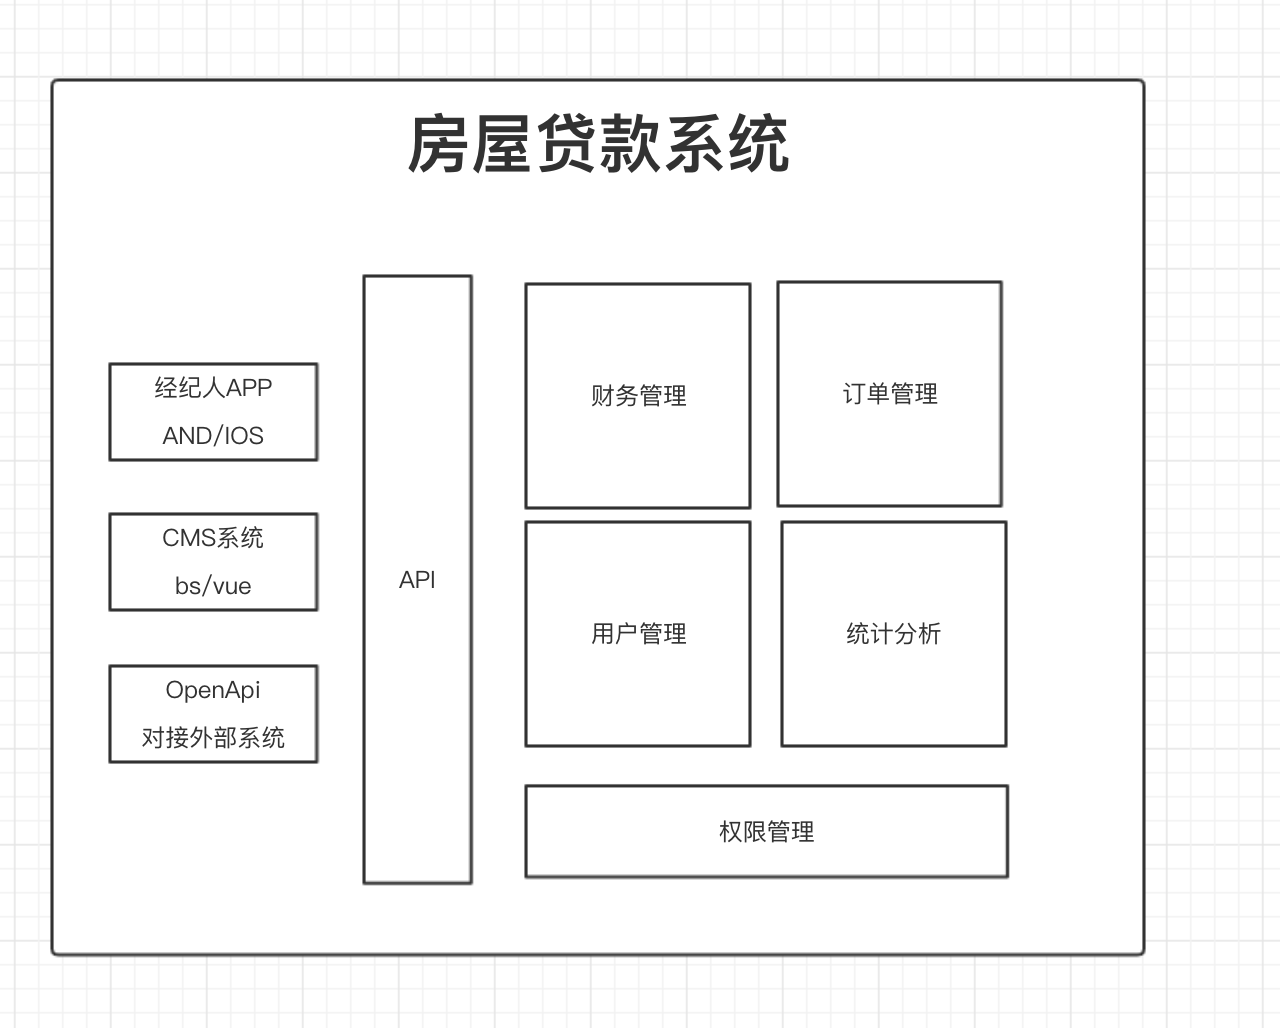 房屋贷款系统
经纪人APP
AND/IOS
CMS系统
bs/vue
OpenApi
对接外部系统
API
财务管理
订单管理
用户管理
统计分析
权限管理